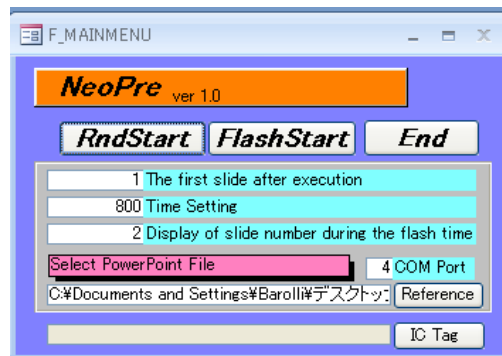 F_MAINMENU
NeoPre ver 1.0
RndStart FlashStart End
1 The first slide after execution
800 Time Setting
2 Display of slide number during the flash time
Select PowerPoint File 4 COM Port
C:¥Documents and Settings¥Barolli¥デスクトップ Reference
IC Tag